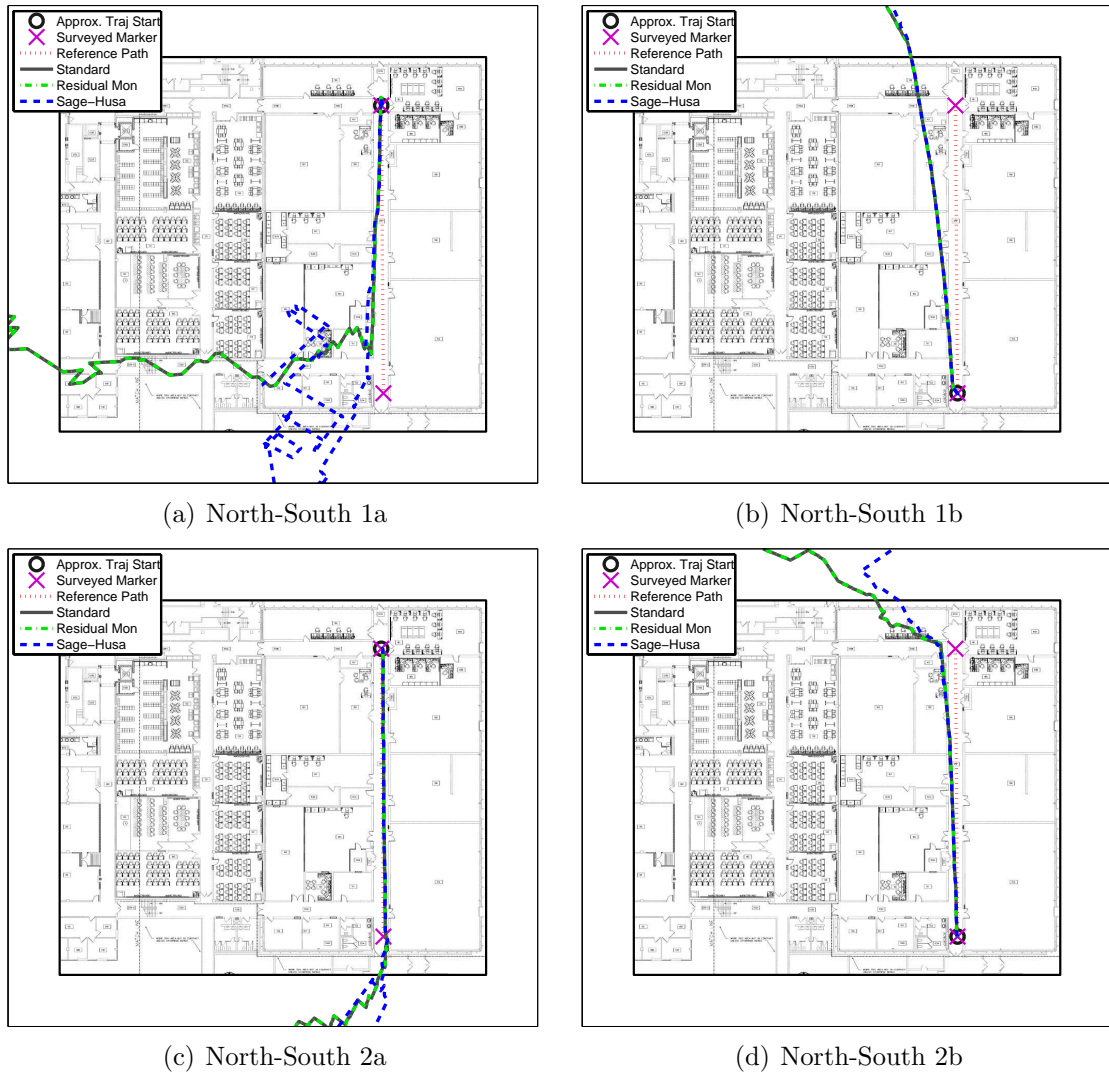 Approx. Traj Start
Surveyed Marker
Reference Path
Standard
Residual Mon
Sage−Husa
Approx. Traj Start
Surveyed Marker
Reference Path
Standard
Residual Mon
Sage−Husa
(a) North-South 1a
(b) North-South 1b
Approx. Traj Start
Surveyed Marker
Reference Path
Standard
Residual Mon
Sage−Husa
Approx. Traj Start
Surveyed Marker
Reference Path
Standard
Residual Mon
Sage−Husa
(c) North-South 2a
(d) North-South 2b